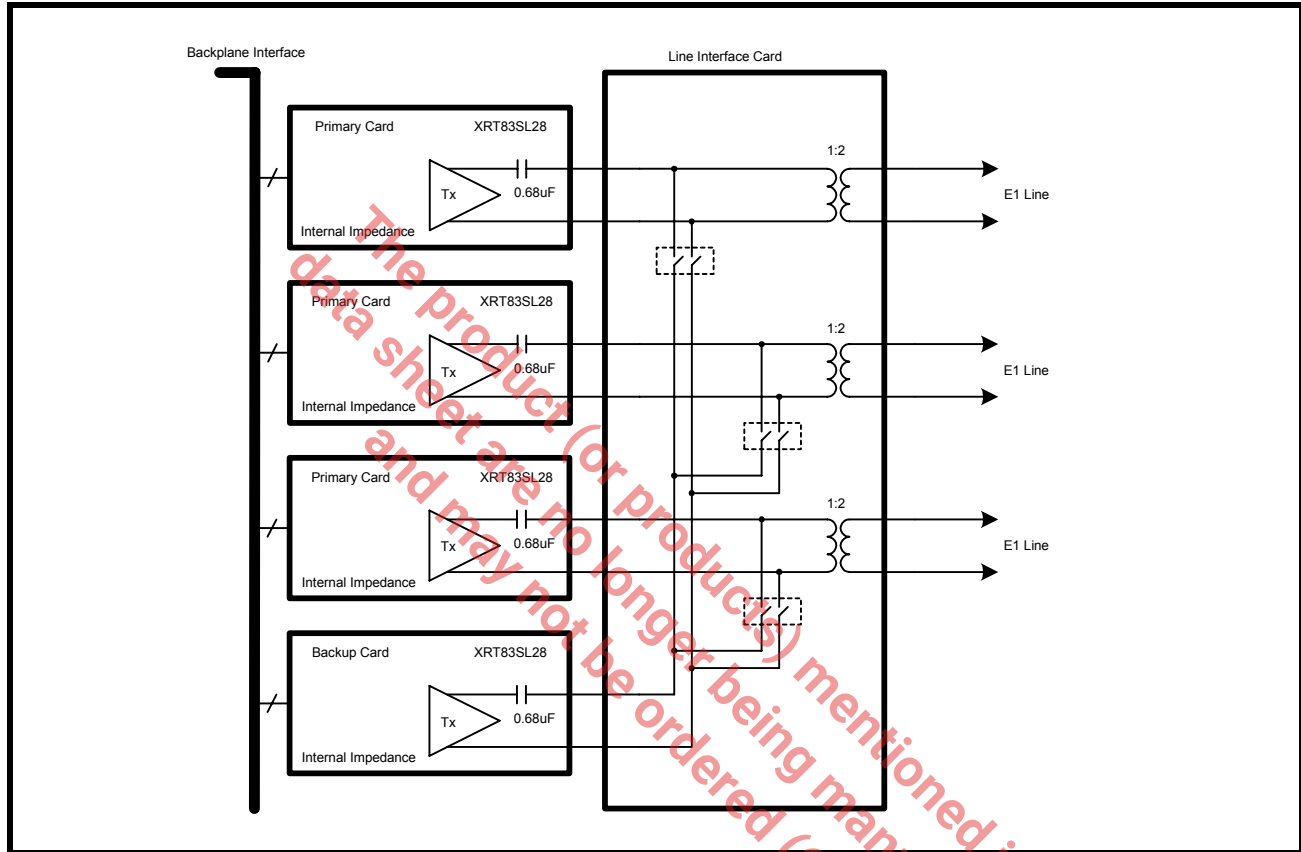 Backplane Interface
Line Interface Card
Primary Card
XRT83SL28
Tx
0.68uF
Internal Impedance
1:2
E1 Line
Primary Card
XRT83SL28
Tx
0.68uF
Internal Impedance
1:2
E1 Line
Primary Card
XRT83SL28
Tx
0.68uF
Internal Impedance
1:2
E1 Line
Backup Card
XRT83SL28
Tx
0.68uF
Internal Impedance
The product (or products) mentioned
data sheet are no longer being
and may not be ordered